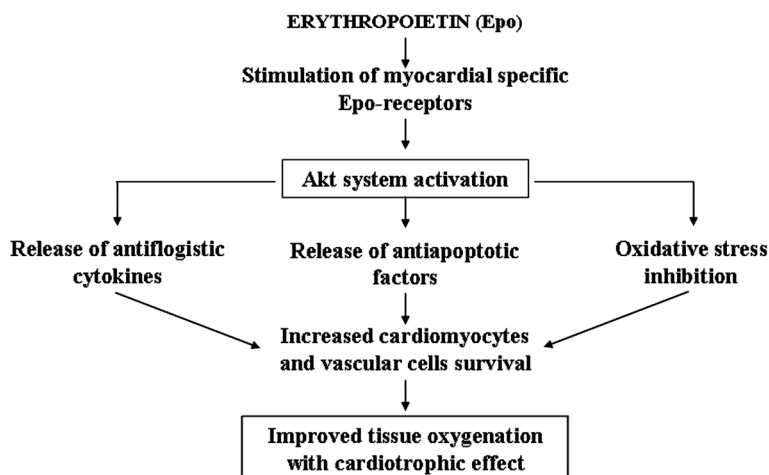 ERYTHROPOIETIN (Epo)
Stimulation of myocardial specific
Epo-receptors
Akt system activation
Release of antiflogistic
cytokines
Release of antiapoptotic
factors
Oxidative stress
inhibition
Increased cardiomyocytes
and vascular cells survival
Improved tissue oxygenation
with cardiotrophic effect